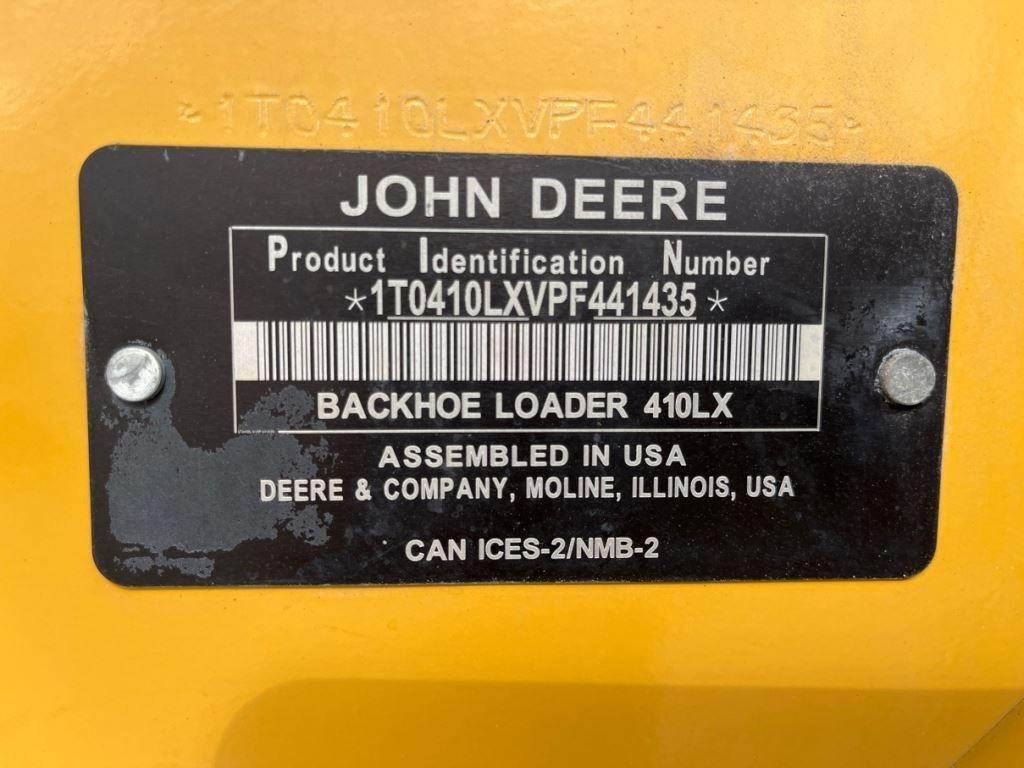 *1T0410LXVPF441435*
JOHN DEERE
Product Identification Number
*1T0410LXVPF441435*
BACKHOE LOADER 410LX
ASSEMBLED IN USA
DEERE & COMPANY, MOLINE, ILLINOIS, USA
CAN ICES-2/NMB-2